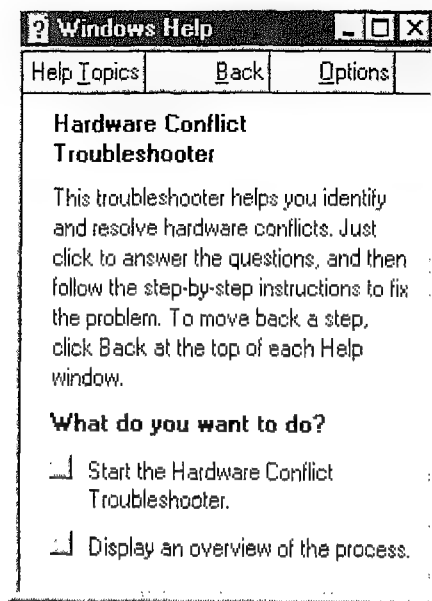 Windows Help
Help Topics Back Options
Hardware Conflict
Troubleshooter
This troubleshooter helps you identify
and resolve hardware conflicts. Just
click to answer the questions, and then
follow the step-by-step instructions to fix
the problem. To move back a step,
click Back at the top of each Help
window.
What do you want to do?
Start the Hardware Conflict
Troubleshooter.
Display an overview of the process.